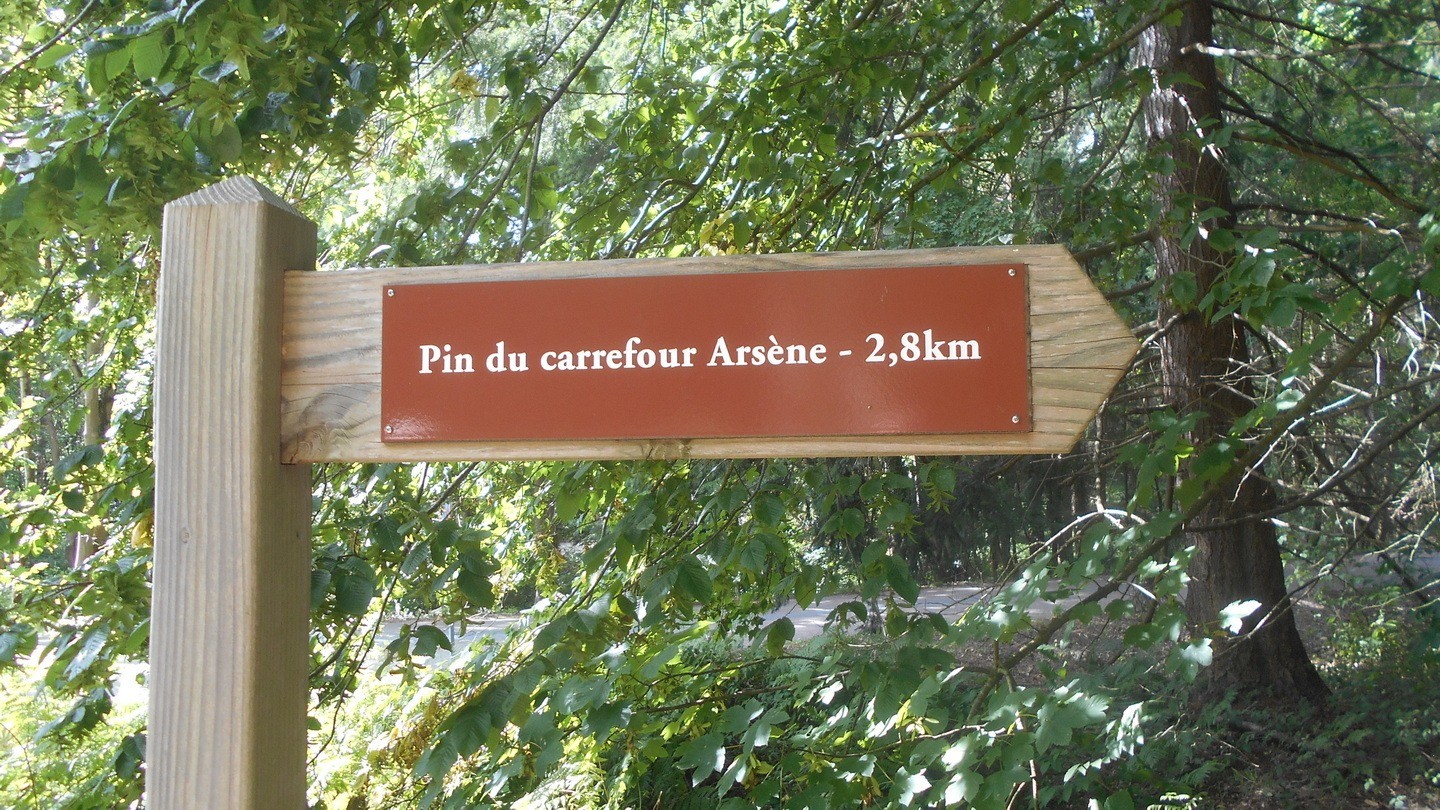 Pin du carrefour Arsène - 2,8km